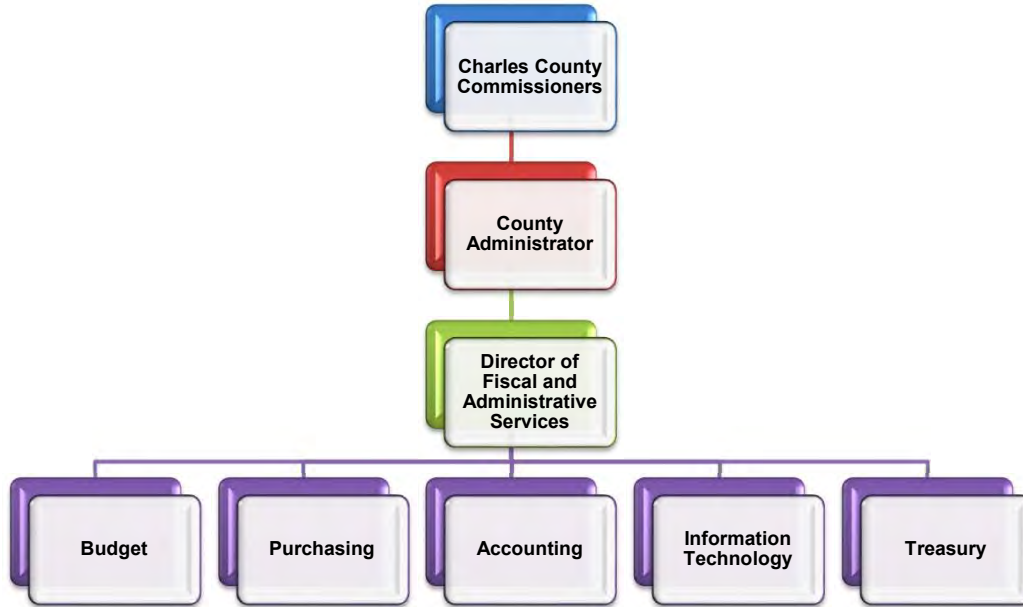 Charles County
Commissioners
County
Administrator
Director of
Fiscal and
Administrative
Services
Budget
Purchasing
Accounting
Information
Technology
Treasury